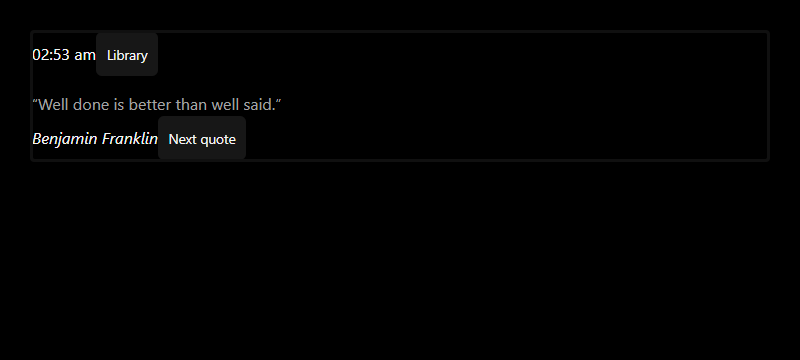 02:53 am Library
“Well done is better than well said.”
Benjamin Franklin Next quote